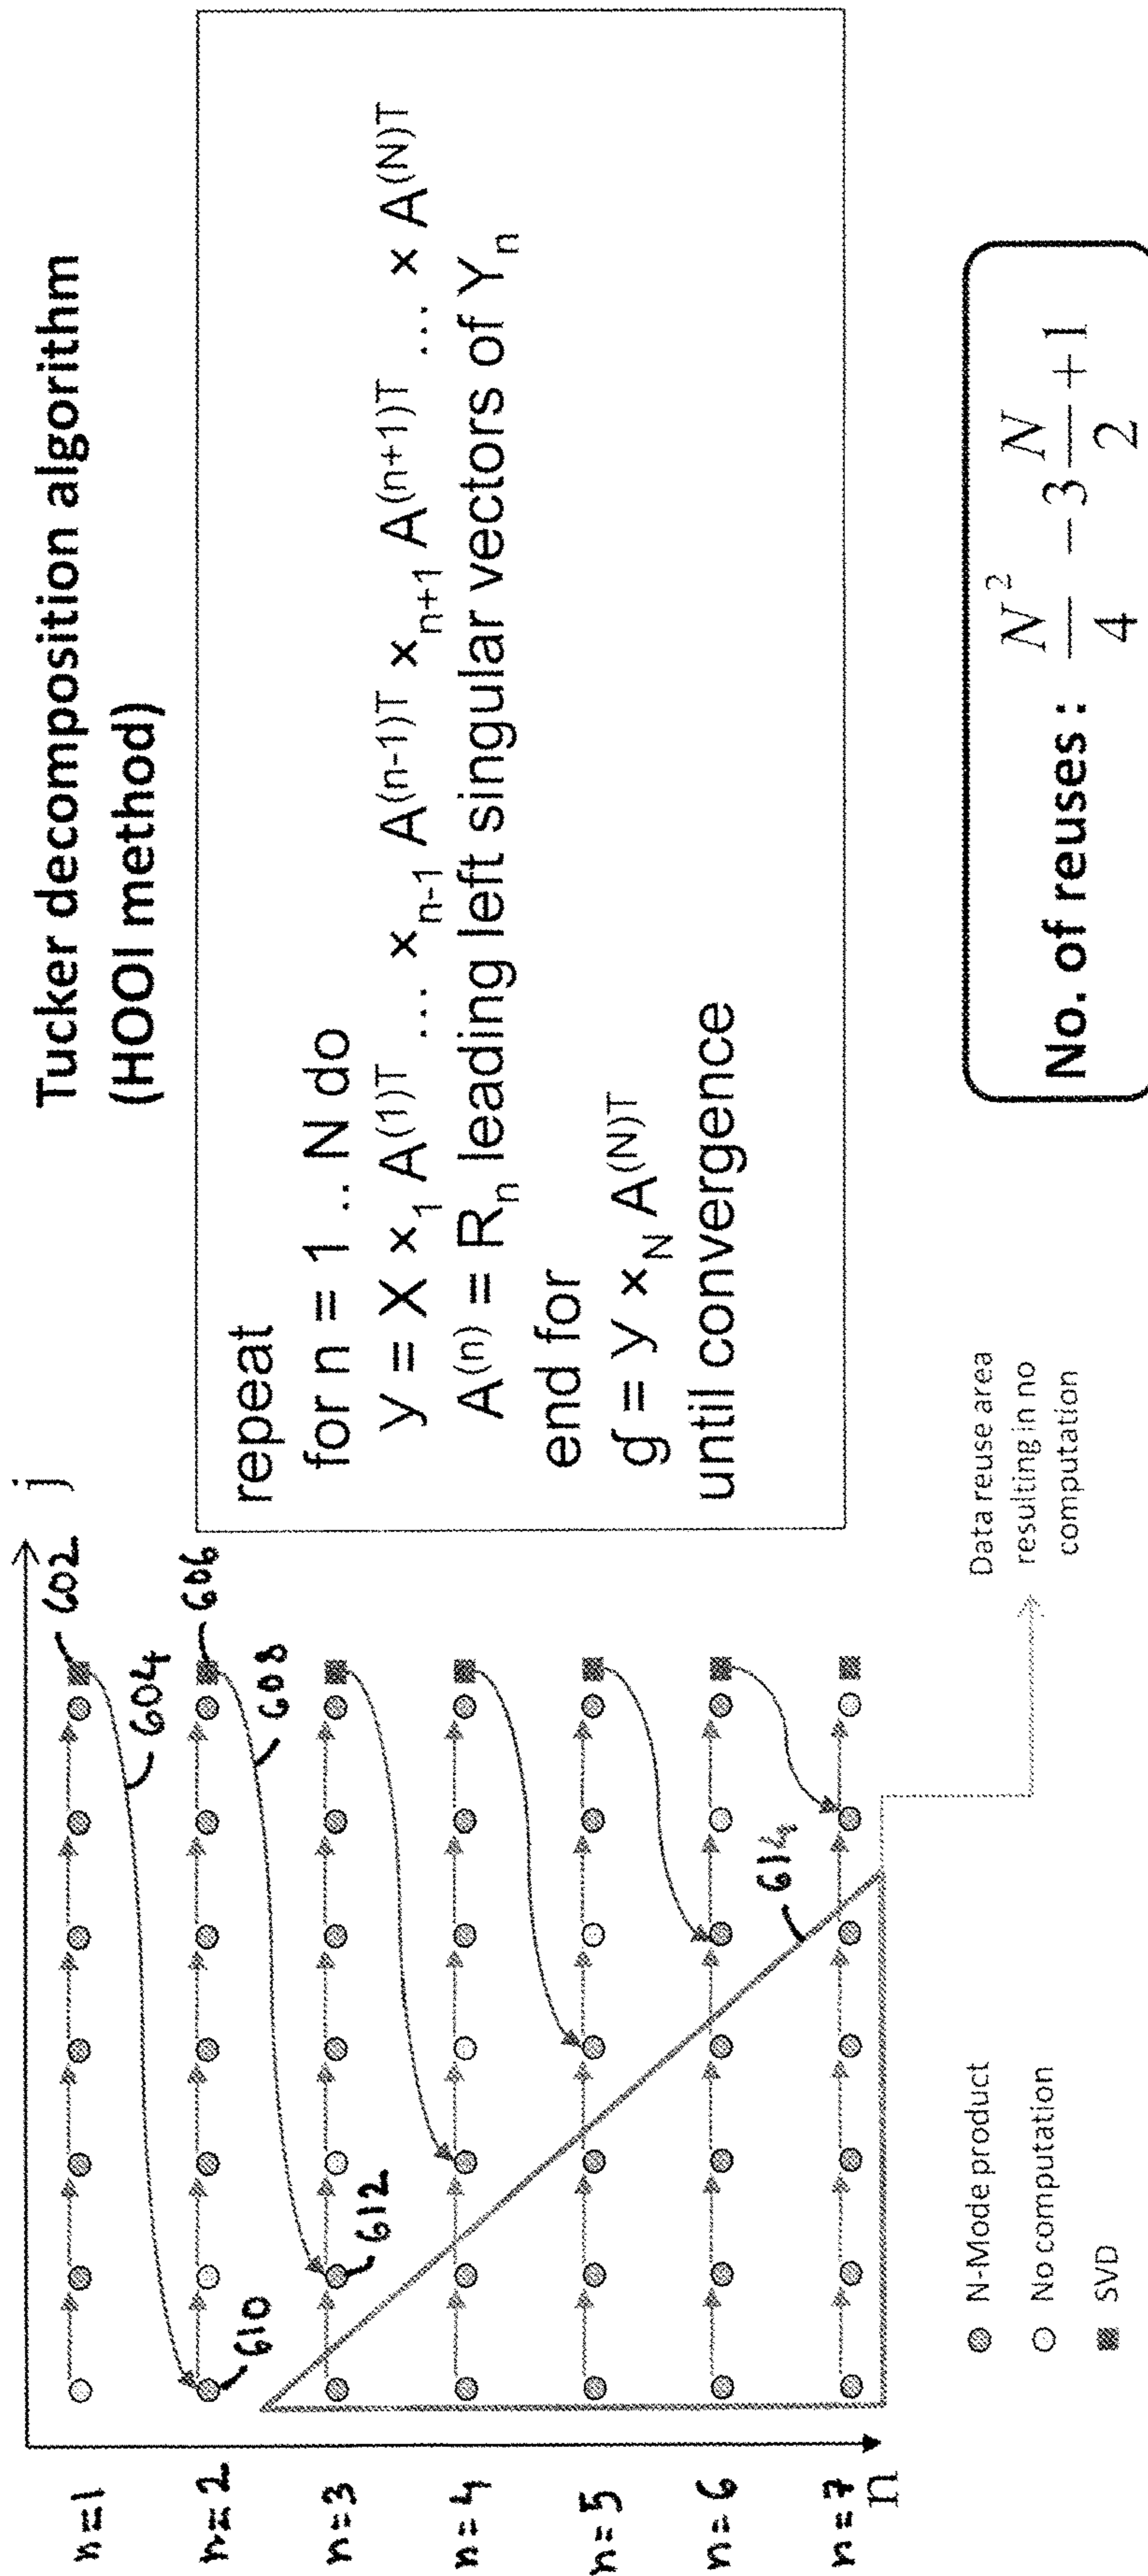 Tucker decomposition algorithm
(HOOI method)
j
602
604
606
608
610
612
614
n=1
n=2
n=3
n=4
n=5
n=6
n=7
n
repeat
for n = 1 .. N do
y = X ×₁ A⁽¹⁾ᵀ ... ×ₙ₋₁ A⁽ⁿ⁻¹⁾ᵀ ×ₙ₊₁ A⁽ⁿ⁺¹⁾ᵀ ... × A⁽ᴺ⁾ᵀ
A⁽ⁿ⁾ = Rₙ leading left singular vectors of Yₙ
end for
g = y ×_N A⁽ᴺ⁾ᵀ
until convergence
N-Mode product
No computation
SVD
Data reuse area
resulting in no
computation
No. of reuses : N²/4 − 3 N/2 + 1